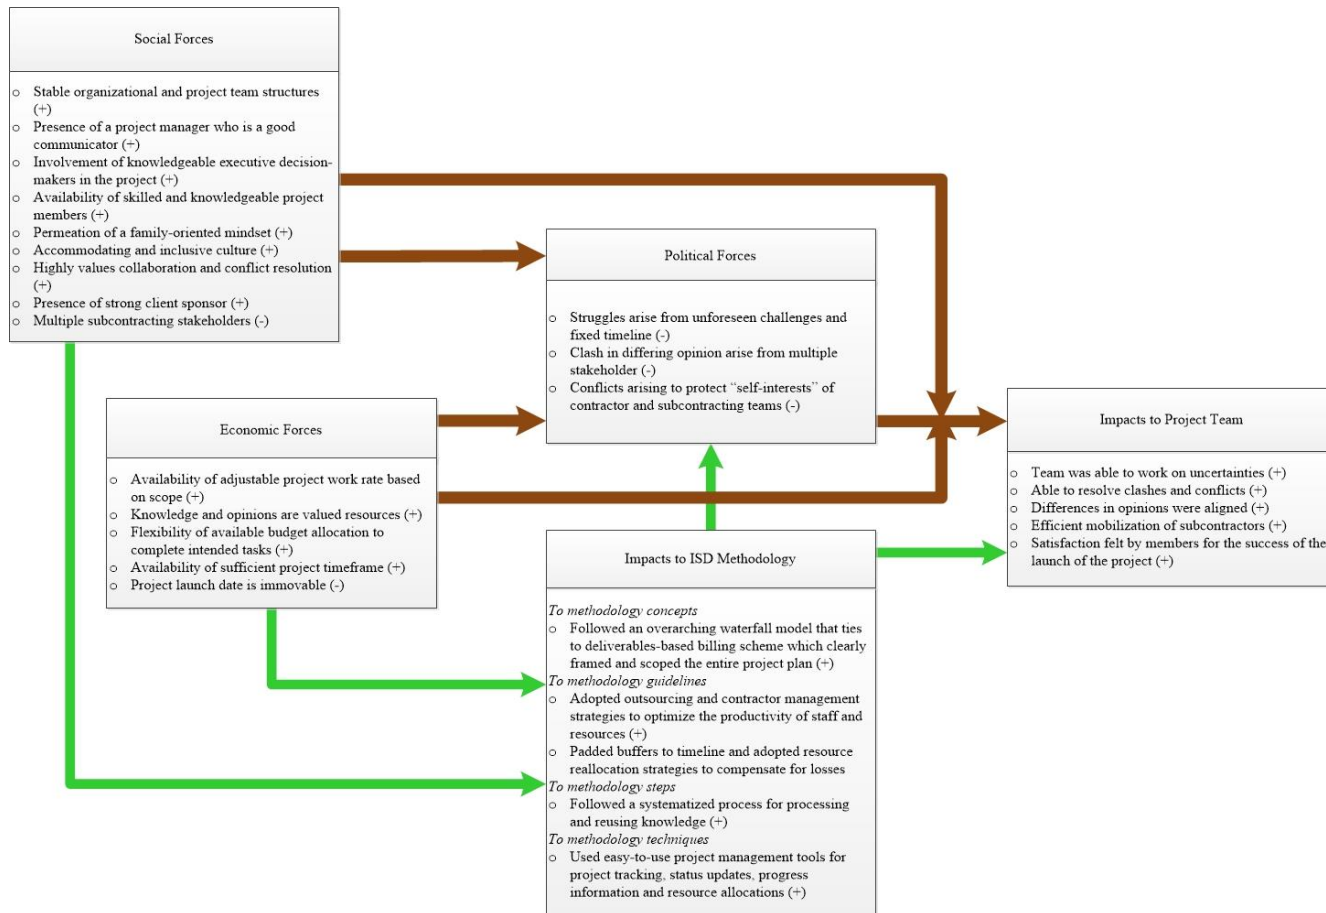 Social Forces
o Stable organizational and project team structures
(+)
o Presence of a project manager who is a good
communicator (+)
o Involvement of knowledgeable executive decision-
makers in the project (+)
o Availability of skilled and knowledgeable project
members (+)
o Permeation of a family-oriented mindset (+)
o Accommodating and inclusive culture (+)
o Highly values collaboration and conflict resolution
(+)
o Presence of strong client sponsor (+)
o Multiple subcontracting stakeholders (-)
Political Forces
o Struggles arise from unforeseen challenges and
fixed timeline (-)
o Clash in differing opinion arise from multiple
stakeholder (-)
o Conflicts arising to protect “self-interests” of
contractor and subcontracting teams (-)
Economic Forces
o Availability of adjustable project work rate based
on scope (+)
o Knowledge and opinions are valued resources (+)
o Flexibility of available budget allocation to
complete intended tasks (+)
o Availability of sufficient project timeframe (+)
o Project launch date is immovable (-)
Impacts to Project Team
o Team was able to work on uncertainties (+)
o Able to resolve clashes and conflicts (+)
o Differences in opinions were aligned (+)
o Efficient mobilization of subcontractors (+)
o Satisfaction felt by members for the success of the
launch of the project (+)
Impacts to ISD Methodology
To methodology concepts
o Followed an overarching waterfall model that ties
to deliverables-based billing scheme which clearly
framed and scoped the entire project plan (+)
To methodology guidelines
o Adopted outsourcing and contractor management
strategies to optimize the productivity of staff and
resources (+)
o Padded buffers to timeline and adopted resource
reallocation strategies to compensate for losses
To methodology steps
o Followed a systematized process for processing
and reusing knowledge (+)
To methodology techniques
o Used easy-to-use project management tools for
project tracking, status updates, progress
information and resource allocations (+)